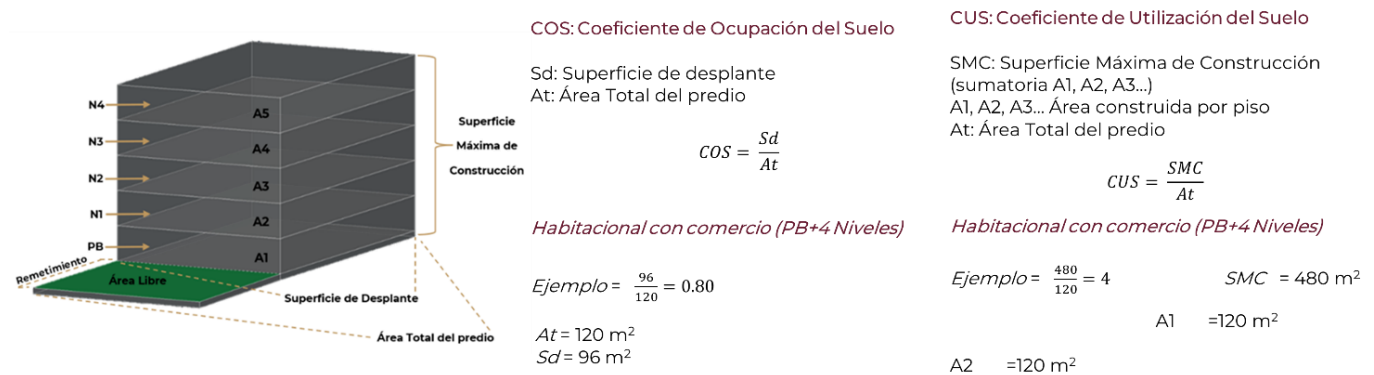 N4
A5
N3
A4
N2
A3
N1
A2
PB
A1
Superficie
Máxima de
Construcción
Remetimiento
Área Libre
Superficie de Desplante
Área Total del predio
COS: Coeficiente de Ocupación del Suelo
Sd: Superficie de desplante
At: Área Total del predio
COS = Sd/At
Habitacional con comercio (PB+4 Niveles)
Ejemplo = 96/120 = 0.80
At = 120 m²
Sd = 96 m²
CUS: Coeficiente de Utilización del Suelo
SMC: Superficie Máxima de Construcción
(sumatoria A1, A2, A3...)
A1, A2, A3... Área construida por piso
At: Área Total del predio
CUS = SMC/At
Habitacional con comercio (PB+4 Niveles)
Ejemplo = 480/120 = 4 SMC = 480 m²
A1 =120 m²
A2 =120 m²